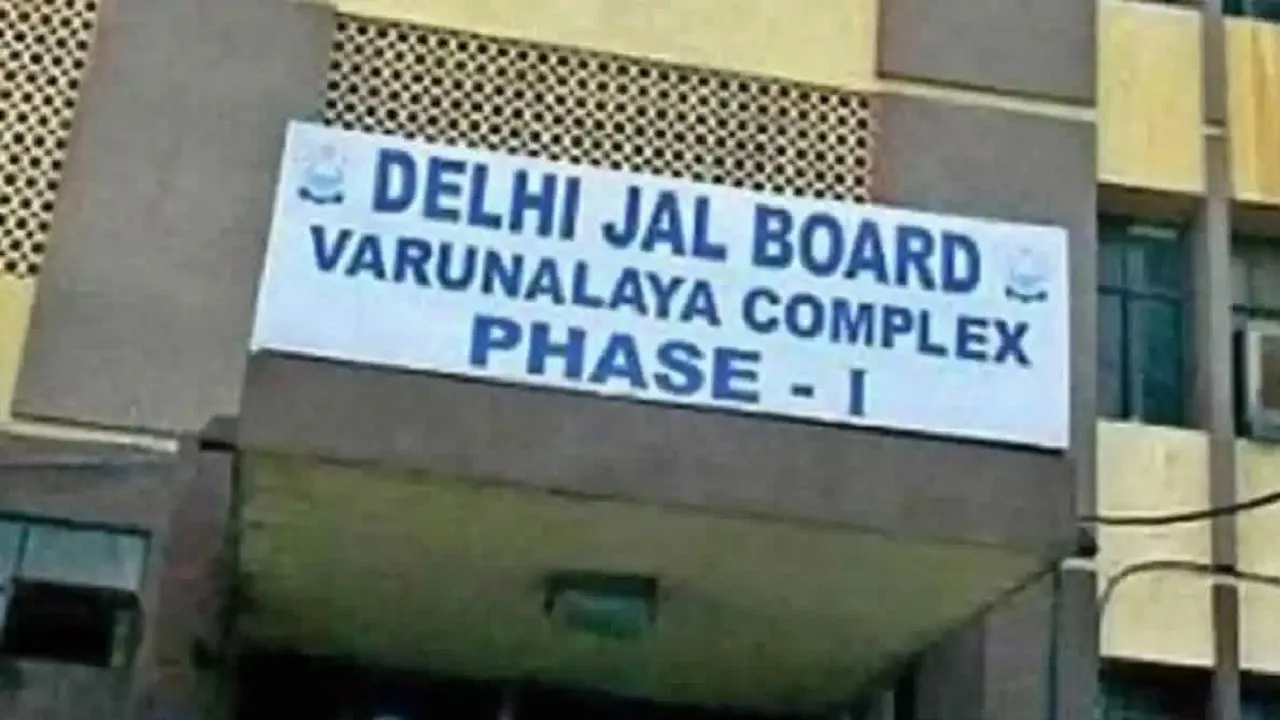 DELHI JAL BOARD
VARUNALAYA COMPLEX
PHASE - I